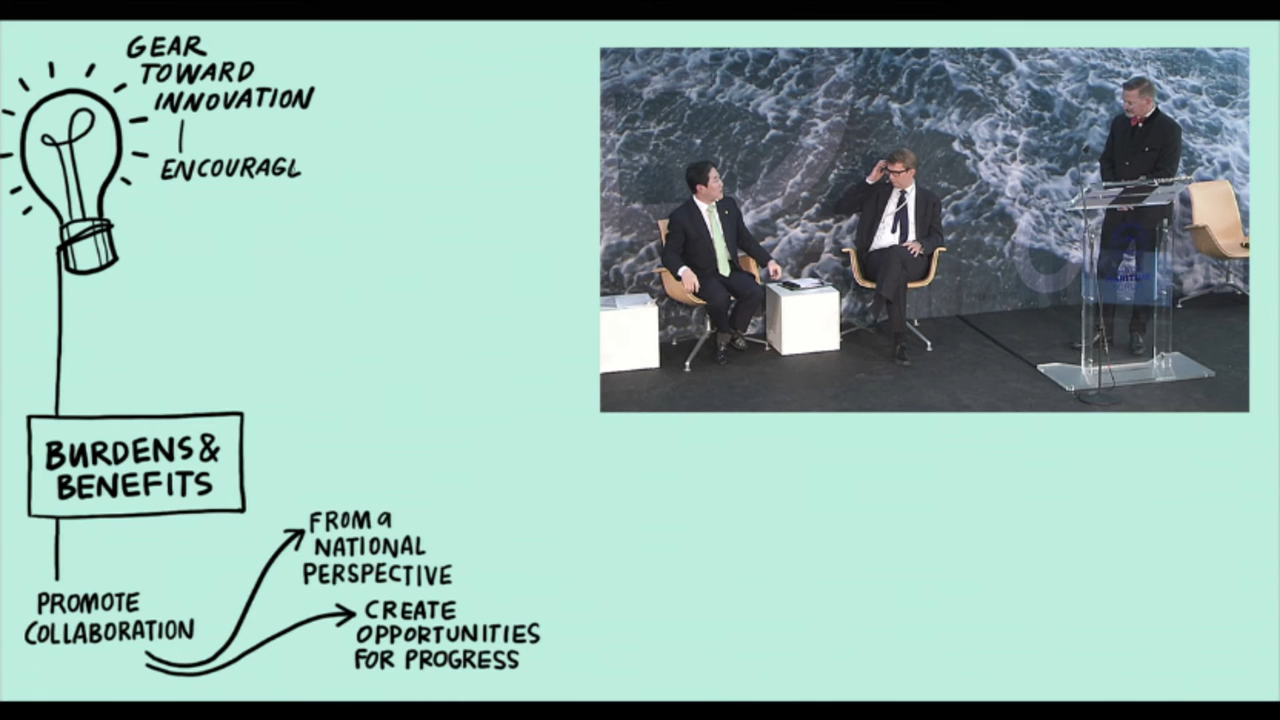 GEAR
TOWARD
INNOVATION
ENCOURAGL
BURDENS &
BENEFITS
PROMOTE
COLLABORATION
FROM a
NATIONAL
PERSPECTIVE
CREATE
OPPORTUNITIES
FOR PROGRESS